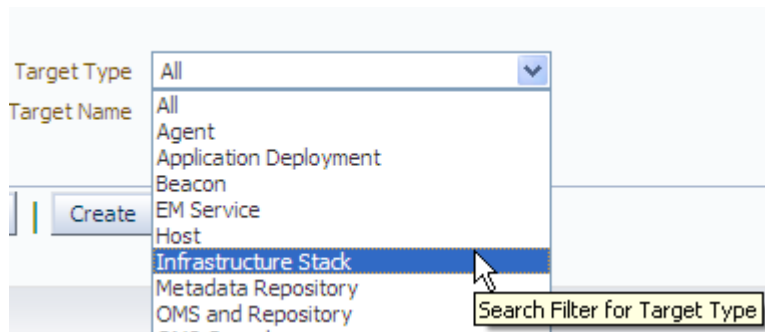 Target Type All
Target Name All
Agent
Application Deployment
Beacon
Create EM Service
Host
Infrastructure Stack
Metadata Repository
OMS and Repository Search Filter for Target Type